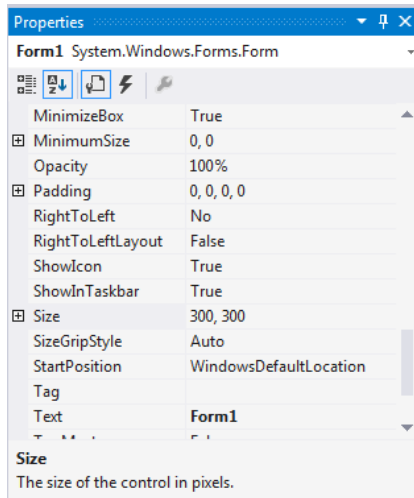 Properties
Form1 System.Windows.Forms.Form
MinimizeBox True
MinimumSize 0, 0
Opacity 100%
Padding 0, 0, 0, 0
RightToLeft No
RightToLeftLayout False
ShowIcon True
ShowInTaskbar True
Size 300, 300
SizeGripStyle Auto
StartPosition WindowsDefaultLocation
Tag
Text Form1
Size
The size of the control in pixels.